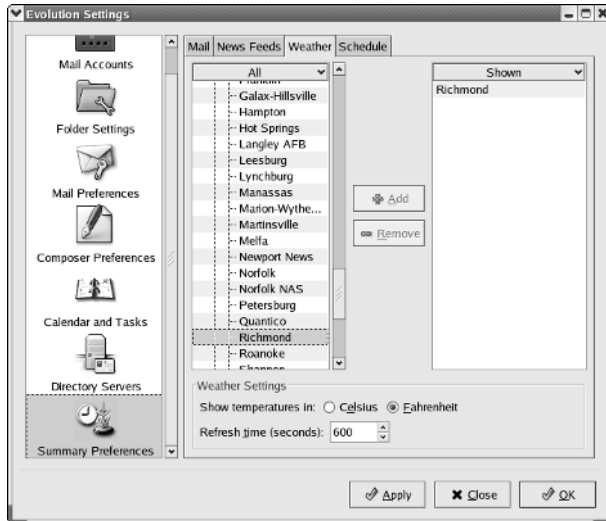 Evolution Settings
Mail Accounts
Folder Settings
Mail Preferences
Composer Preferences
Calendar and Tasks
Directory Servers
Summary Preferences
Mail News Feeds Weather Schedule
All
Franklin
Galax-Hillsville
Hampton
Hot Springs
Langley AFB
Leesburg
Lynchburg
Manassas
Marion-Wythe...
Martinsville
Melfa
Newport News
Norfolk
Norfolk NAS
Petersburg
Quantico
Richmond
Roanoke
Shannon
Add
Remove
Shown
Richmond
Weather Settings
Show temperatures in: Celsius Fahrenheit
Refresh time (seconds): 600
Apply Close OK